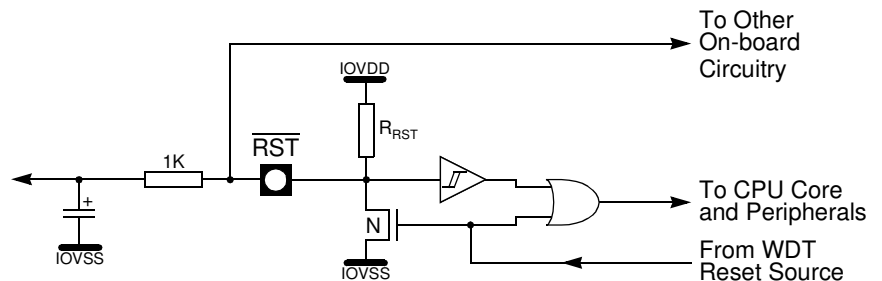 To Other
On-board
Circuitry
IOVDD
R_RST
RST
1K
+
N
To CPU Core
and Peripherals
IOVSS
IOVSS
From WDT
Reset Source